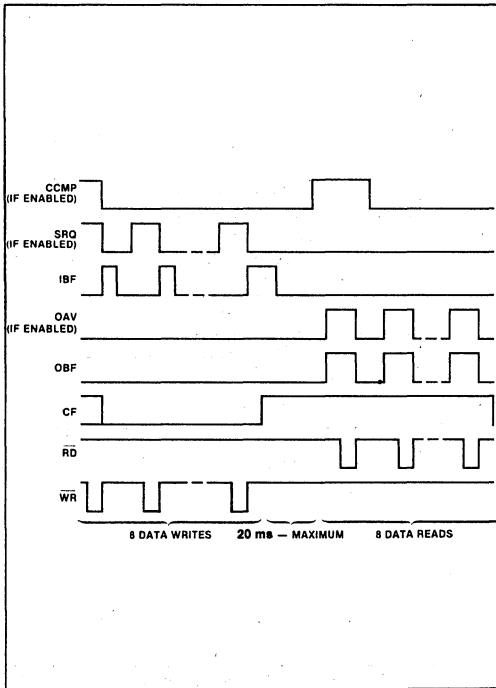 CCMP
(IF ENABLED)
SRQ
(IF ENABLED)
IBF
OAV
(IF ENABLED)
OBF
CF
RD
WR
8 DATA WRITES 20 ms — MAXIMUM 8 DATA READS